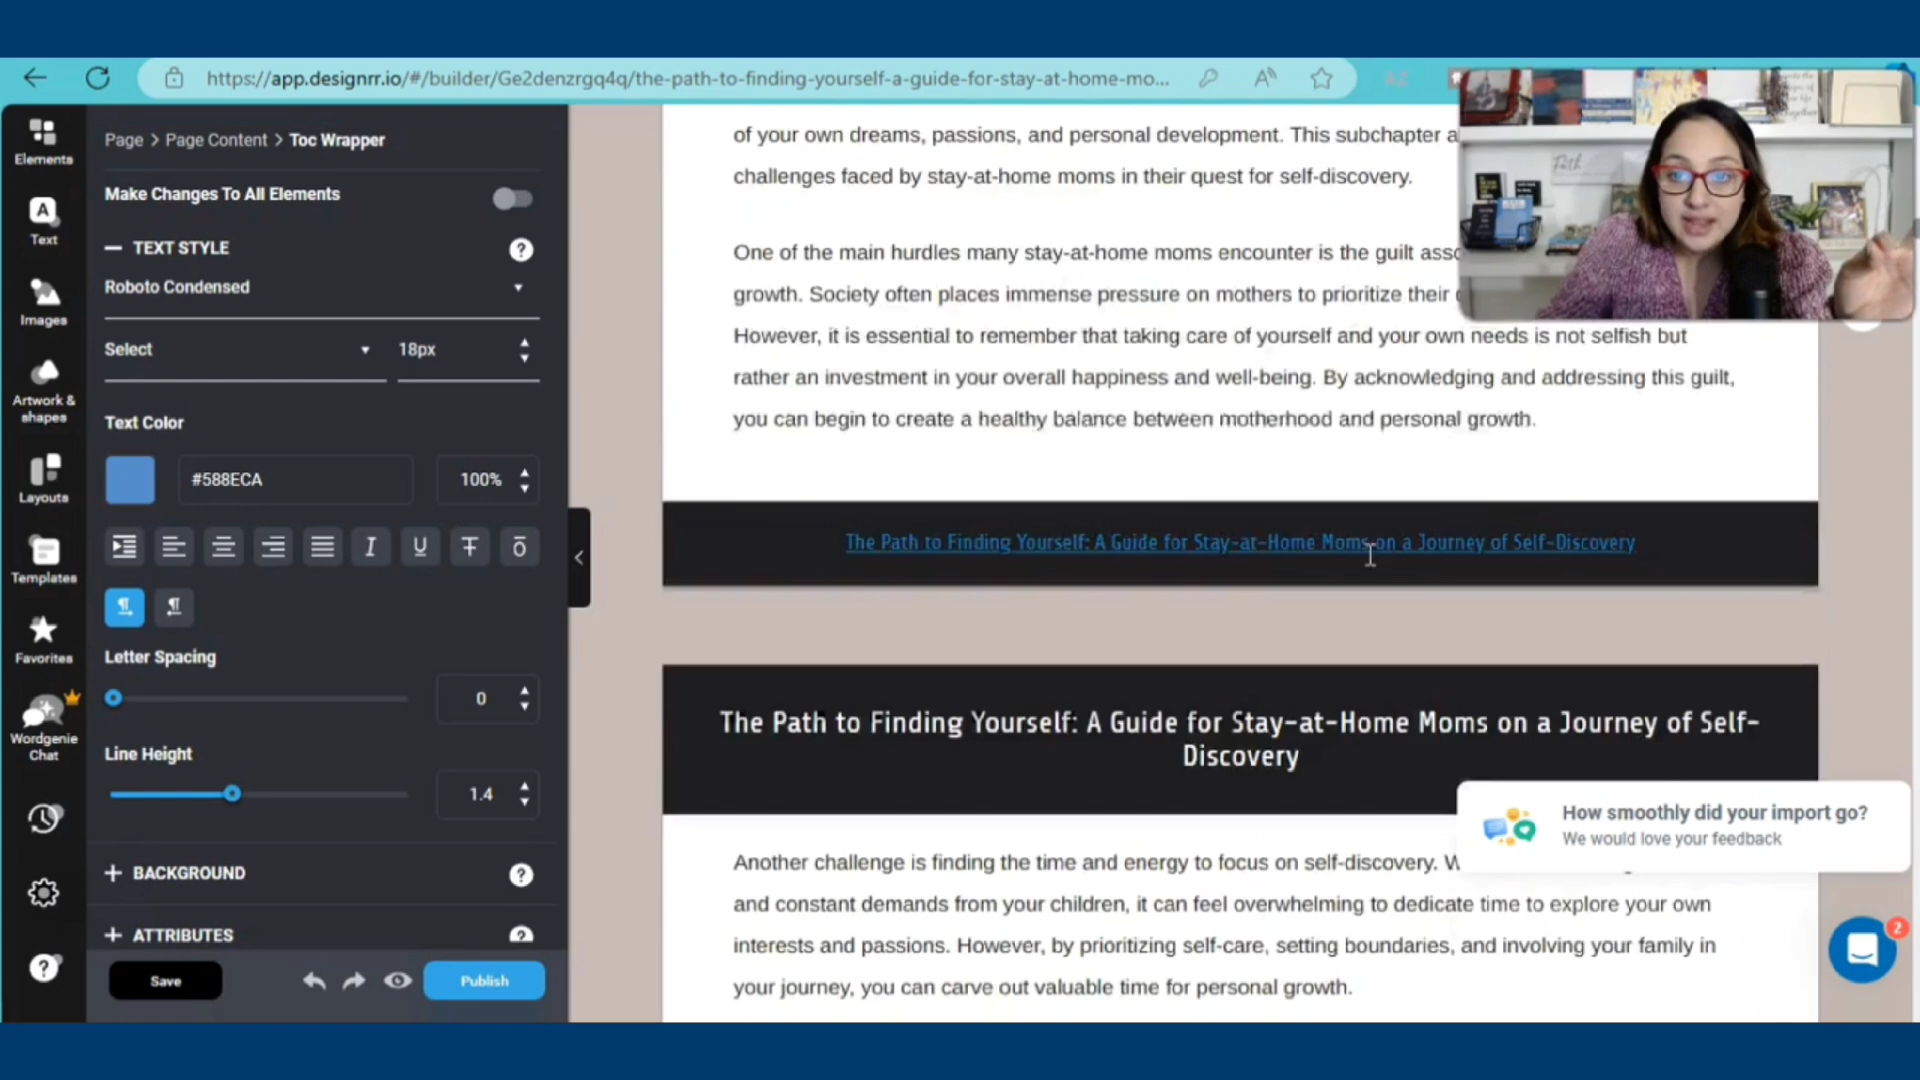 https://app.designrr.io/#/builder/Ge2denzrgq4q/the-path-to-finding-yourself-a-guide-for-stay-at-home-mo...
Elements
Text
Images
Artwork &
shapes
Layouts
Templates
Favorites
Wordgenie
Chat
Page > Page Content > Toc Wrapper
Make Changes To All Elements
TEXT STYLE
Roboto Condensed
Select
18px
Text Color
#588ECA
100%
Letter Spacing
0
Line Height
1.4
BACKGROUND
ATTRIBUTES
Save
Publish
of your own dreams, passions, and personal development. This subchapter a
challenges faced by stay-at-home moms in their quest for self-discovery.
One of the main hurdles many stay-at-home moms encounter is the guilt asso
growth. Society often places immense pressure on mothers to prioritize their
However, it is essential to remember that taking care of yourself and your own needs is not selfish but
rather an investment in your overall happiness and well-being. By acknowledging and addressing this guilt,
you can begin to create a healthy balance between motherhood and personal growth.
The Path to Finding Yourself: A Guide for Stay-at-Home Moms on a Journey of Self-Discovery
The Path to Finding Yourself: A Guide for Stay-at-Home Moms on a Journey of Self-
Discovery
Another challenge is finding the time and energy to focus on self-discovery. W
and constant demands from your children, it can feel overwhelming to dedicate time to explore your own
interests and passions. However, by prioritizing self-care, setting boundaries, and involving your family in
your journey, you can carve out valuable time for personal growth.
How smoothly did your import go?
We would love your feedback
2